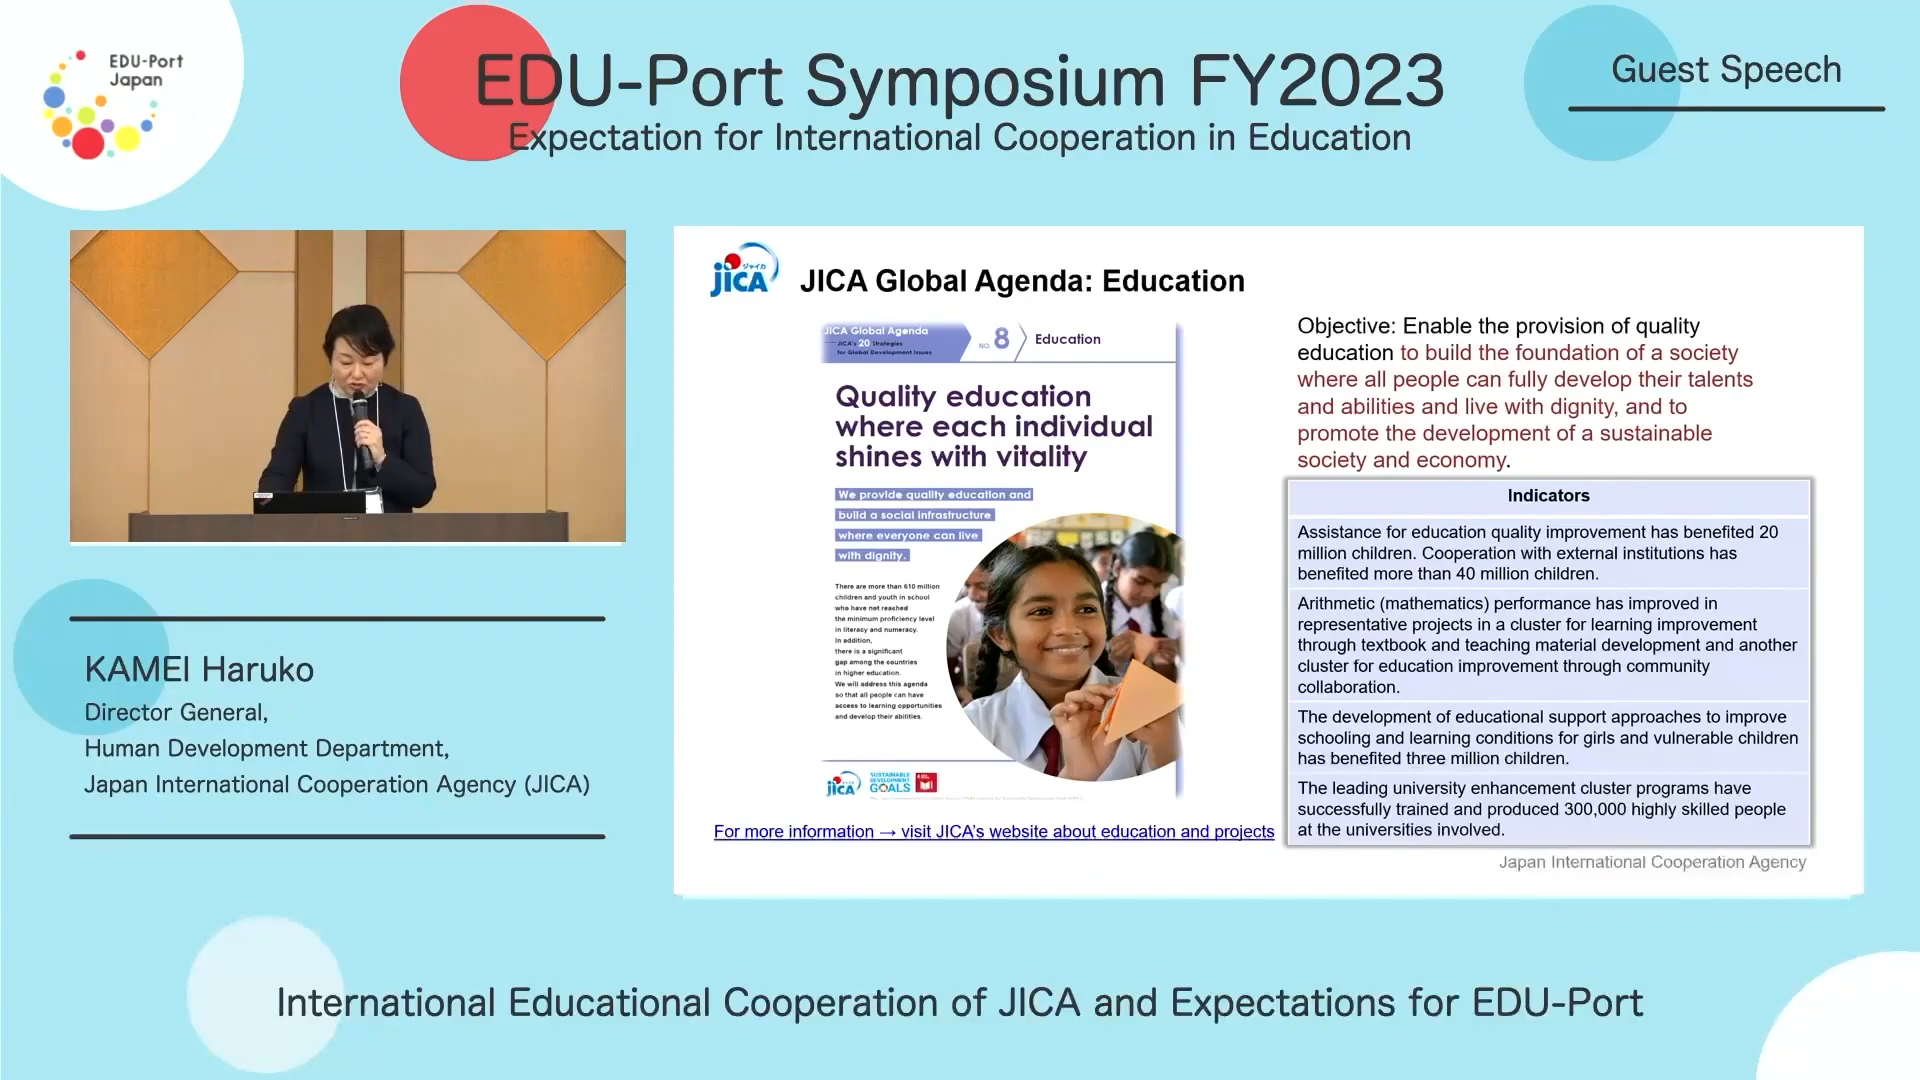 EDU-Port
Japan
EDU-Port Symposium FY2023
Expectation for International Cooperation in Education
Guest Speech
ジャイカ
JICA
JICA Global Agenda: Education
JICA Global Agenda
JICA's 20 Strategies
for Global Development Issues
NO. 8
Education
Quality education
where each individual
shines with vitality
We provide quality education and
build a social infrastructure
where everyone can live
with dignity.
There are more than 610 million
children and youth in school
who have not reached
the minimum proficiency level
in literacy and numeracy.
In addition,
there is a significant
gap among the countries
in higher education.
We will address this agenda
so that all people can have
access to learning opportunities
and develop their abilities.
JICA
SUSTAINABLE
DEVELOPMENT
GOALS
For more information → visit JICA's website about education and projects
Objective: Enable the provision of quality
education to build the foundation of a society
where all people can fully develop their talents
and abilities and live with dignity, and to
promote the development of a sustainable
society and economy.
Indicators
Assistance for education quality improvement has benefited 20
million children. Cooperation with external institutions has
benefited more than 40 million children.
Arithmetic (mathematics) performance has improved in
representative projects in a cluster for learning improvement
through textbook and teaching material development and another
cluster for education improvement through community
collaboration.
The development of educational support approaches to improve
schooling and learning conditions for girls and vulnerable children
has benefited three million children.
The leading university enhancement cluster programs have
successfully trained and produced 300,000 highly skilled people
at the universities involved.
Japan International Cooperation Agency
KAMEI Haruko
Director General,
Human Development Department,
Japan International Cooperation Agency (JICA)
International Educational Cooperation of JICA and Expectations for EDU-Port